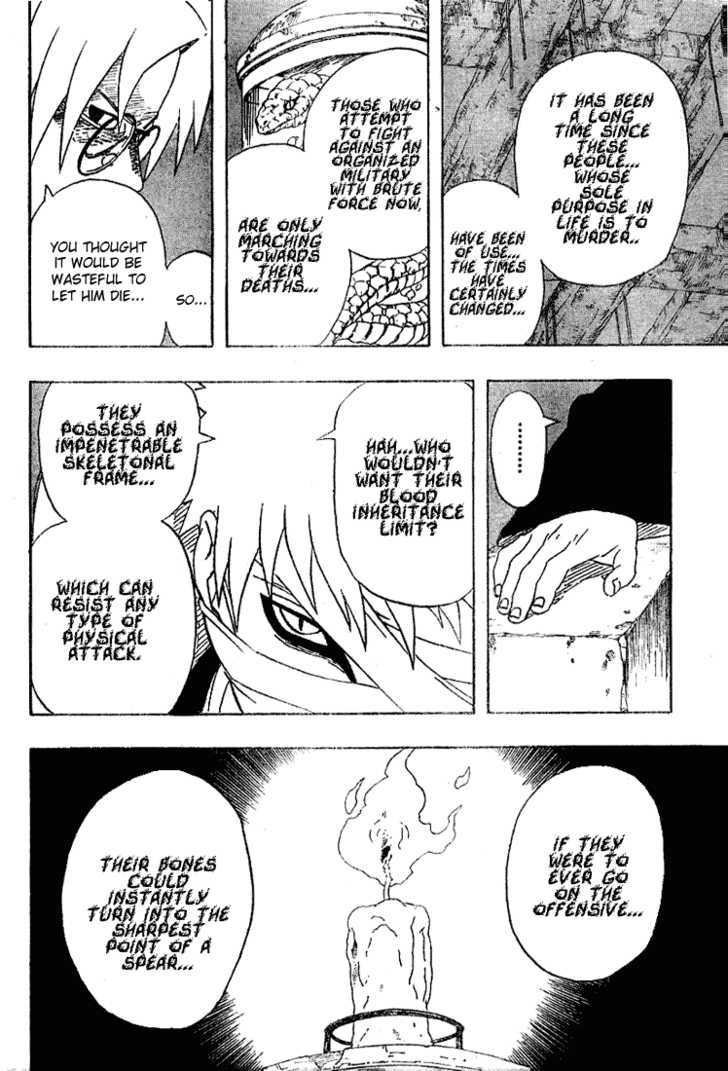 IT HAS BEEN
A LONG
TIME SINCE
THESE
PEOPLE...
WHOSE
SOLE
PURPOSE IN
LIFE IS TO
MURDER..
HAVE BEEN
OF USE...
THE TIMES
HAVE
CERTAINLY
CHANGED...
THOSE WHO
ATTEMPT
TO FIGHT
AGAINST AN
ORGANIZED
MILITARY
WITH BRUTE
FORCE NOW,
ARE ONLY
MARCHING
TOWARDS
THEIR
DEATHS...
SO...
YOU THOUGHT
IT WOULD BE
WASTEFUL TO
LET HIM DIE...
........
HAH...WHO
WOULDN'T
WANT THEIR
BLOOD
INHERITANCE
LIMIT?
THEY
POSSESS AN
IMPENETRABLE
SKELETONAL
FRAME...
WHICH CAN
RESIST ANY
TYPE OF
PHYSICAL
ATTACK.
IF THEY
WERE TO
EVER GO
ON THE
OFFENSIVE...
THEIR BONES
COULD
INSTANTLY
TURN INTO THE
SHARPEST
POINT OF A
SPEAR...